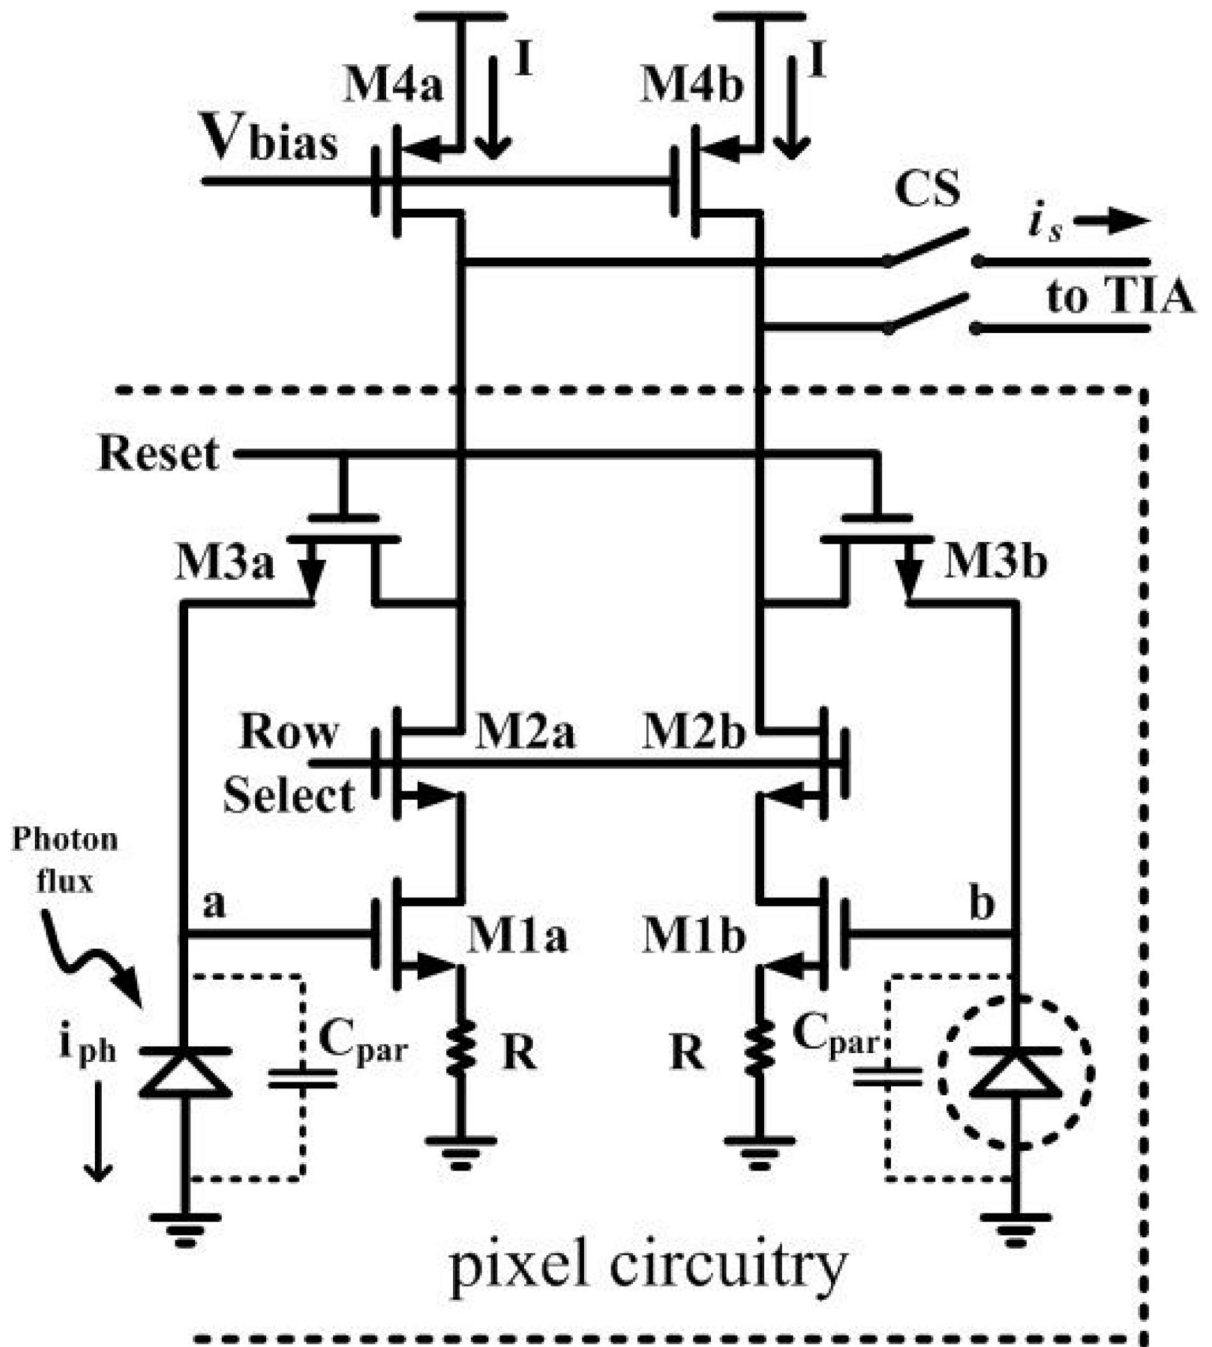 I
I
M4a
M4b
Vbias
CS
is
to TIA
Reset
M3a
M3b
Row
Select
M2a
M2b
Photon
flux
a
b
M1a
M1b
iph
Cpar
R
R
Cpar
pixel circuitry